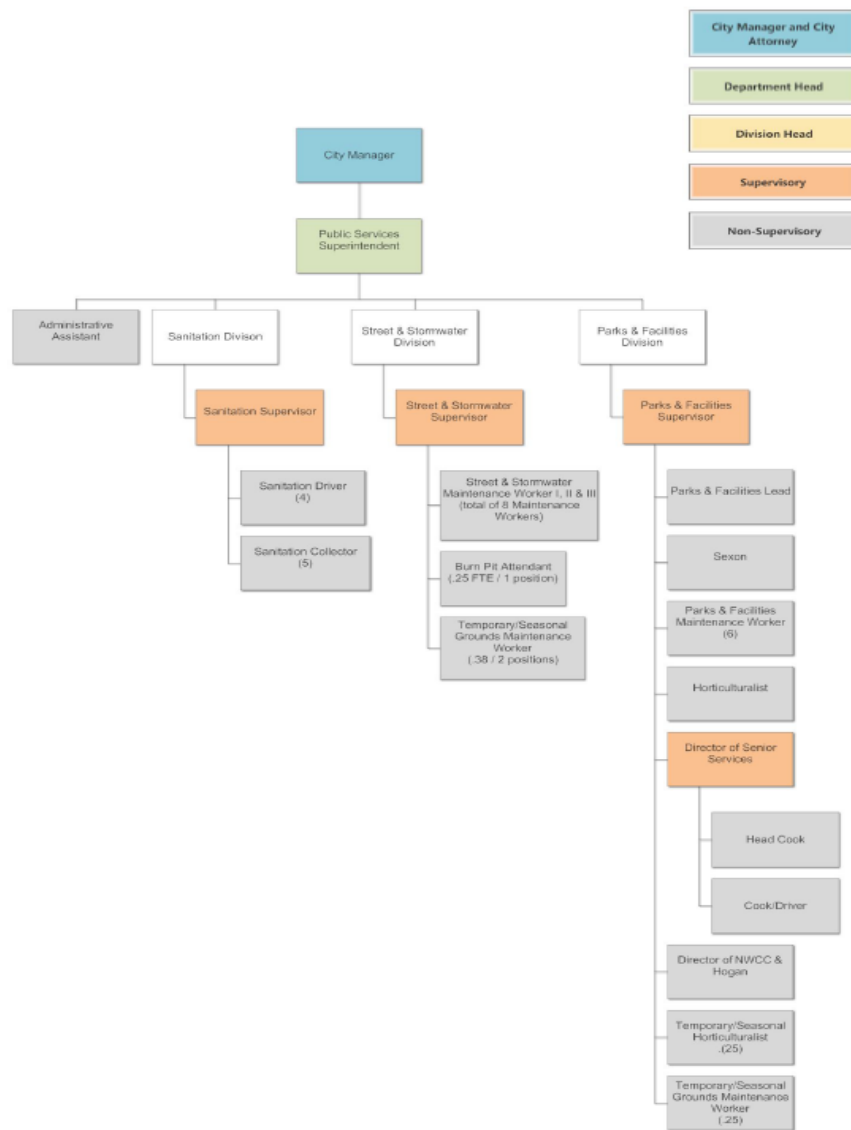 City Manager and City
Attorney
Department Head
Division Head
Supervisory
Non-Supervisory
City Manager
Public Services
Superintendent
Administrative
Assistant
Sanitation Divison
Street & Stormwater
Division
Parks & Facilities
Division
Sanitation Supervisor
Street & Stormwater
Supervisor
Parks & Facilities
Supervisor
Sanitation Driver
(4)
Sanitation Collector
(5)
Street & Stormwater
Maintenance Worker I, II & III
(total of 8 Maintenance
Workers)
Burn Pit Attendant
(.25 FTE / 1 position)
Temporary/Seasonal
Grounds Maintenance
Worker
(.38 / 2 positions)
Parks & Facilities Lead
Sexon
Parks & Facilities
Maintenance Worker
(6)
Horticulturalist
Director of Senior
Services
Head Cook
Cook/Driver
Director of NWCC &
Hogan
Temporary/Seasonal
Horticulturalist
.(25)
Temporary/Seasonal
Grounds Maintenance
Worker
(.25)